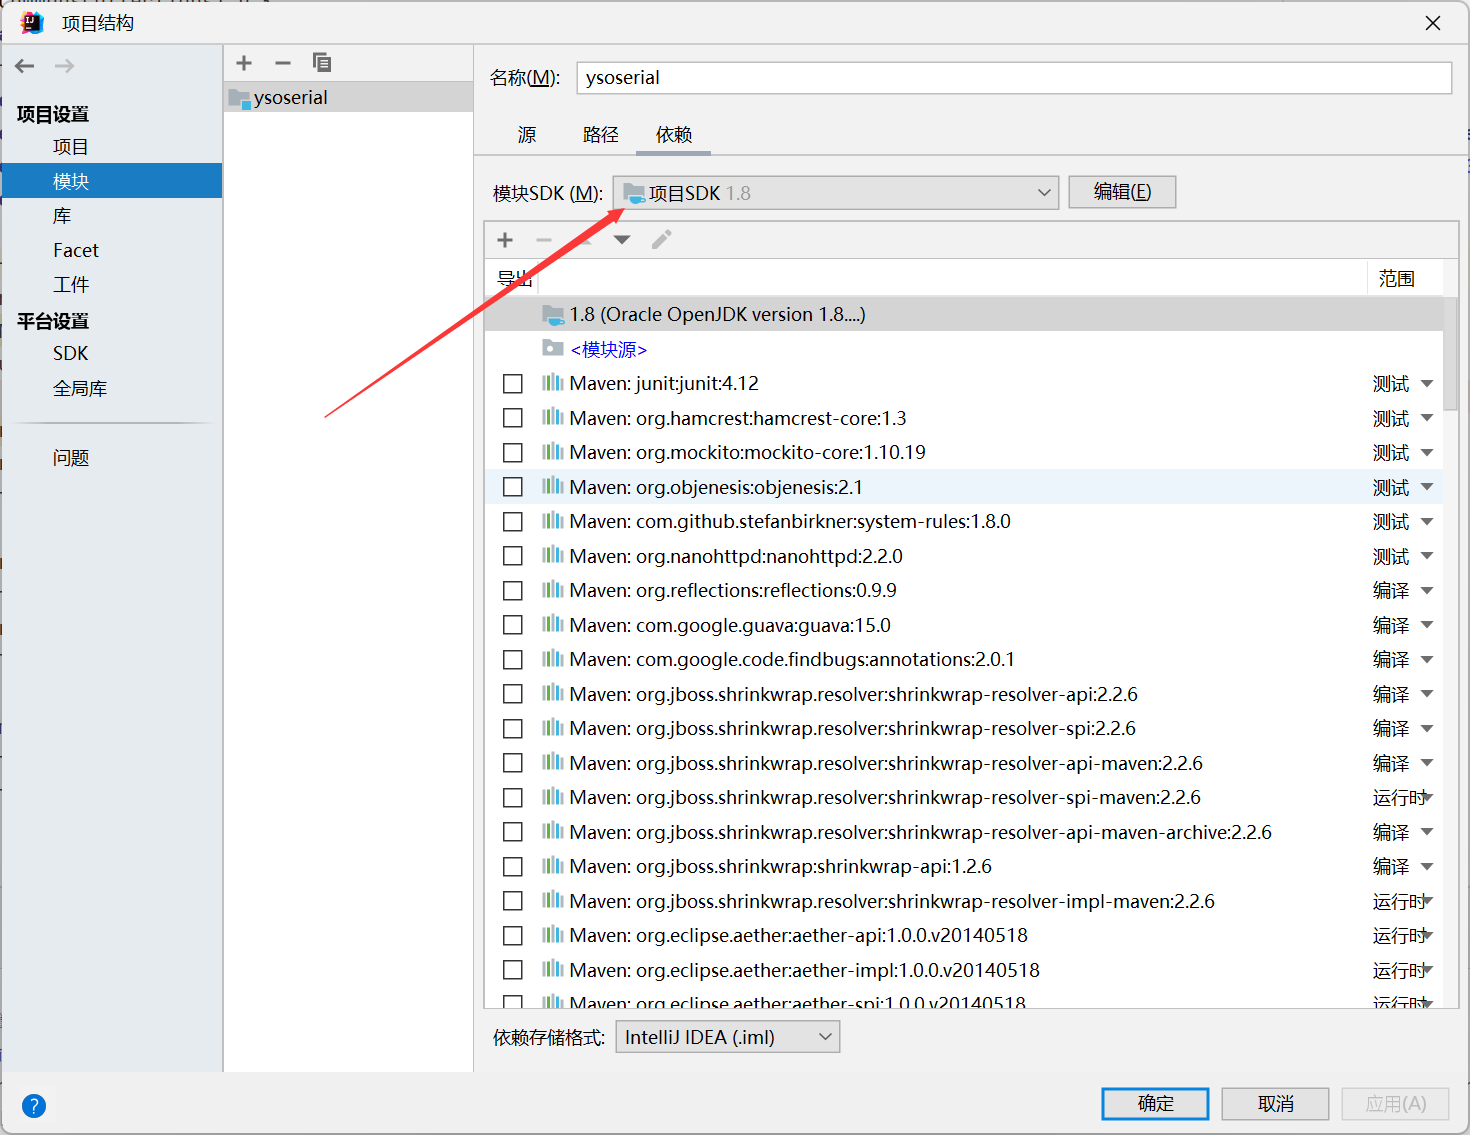 项目结构
项目设置
项目
模块
库
Facet
工件
平台设置
SDK
全局库
问题
ysoserial
名称(M):
ysoserial
源
路径
依赖
模块SDK (M):
项目SDK 1.8
编辑(E)
导出
范围
1.8 (Oracle OpenJDK version 1.8....)
<模块源>
Maven: junit:junit:4.12 测试
Maven: org.hamcrest:hamcrest-core:1.3 测试
Maven: org.mockito:mockito-core:1.10.19 测试
Maven: org.objenesis:objenesis:2.1 测试
Maven: com.github.stefanbirkner:system-rules:1.8.0 测试
Maven: org.nanohttpd:nanohttpd:2.2.0 测试
Maven: org.reflections:reflections:0.9.9 编译
Maven: com.google.guava:guava:15.0 编译
Maven: com.google.code.findbugs:annotations:2.0.1 编译
Maven: org.jboss.shrinkwrap.resolver:shrinkwrap-resolver-api:2.2.6 编译
Maven: org.jboss.shrinkwrap.resolver:shrinkwrap-resolver-spi:2.2.6 编译
Maven: org.jboss.shrinkwrap.resolver:shrinkwrap-resolver-api-maven:2.2.6 编译
Maven: org.jboss.shrinkwrap.resolver:shrinkwrap-resolver-spi-maven:2.2.6 运行时
Maven: org.jboss.shrinkwrap.resolver:shrinkwrap-resolver-api-maven-archive:2.2.6 编译
Maven: org.jboss.shrinkwrap:shrinkwrap-api:1.2.6 编译
Maven: org.jboss.shrinkwrap.resolver:shrinkwrap-resolver-impl-maven:2.2.6 运行时
Maven: org.eclipse.aether:aether-api:1.0.0.v20140518 运行时
Maven: org.eclipse.aether:aether-impl:1.0.0.v20140518 运行时
Maven: org.eclipse.aether:aether-spi:1.0.0.v20140518 运行时
依赖存储格式:
IntelliJ IDEA (.iml)
确定
取消
应用(A)